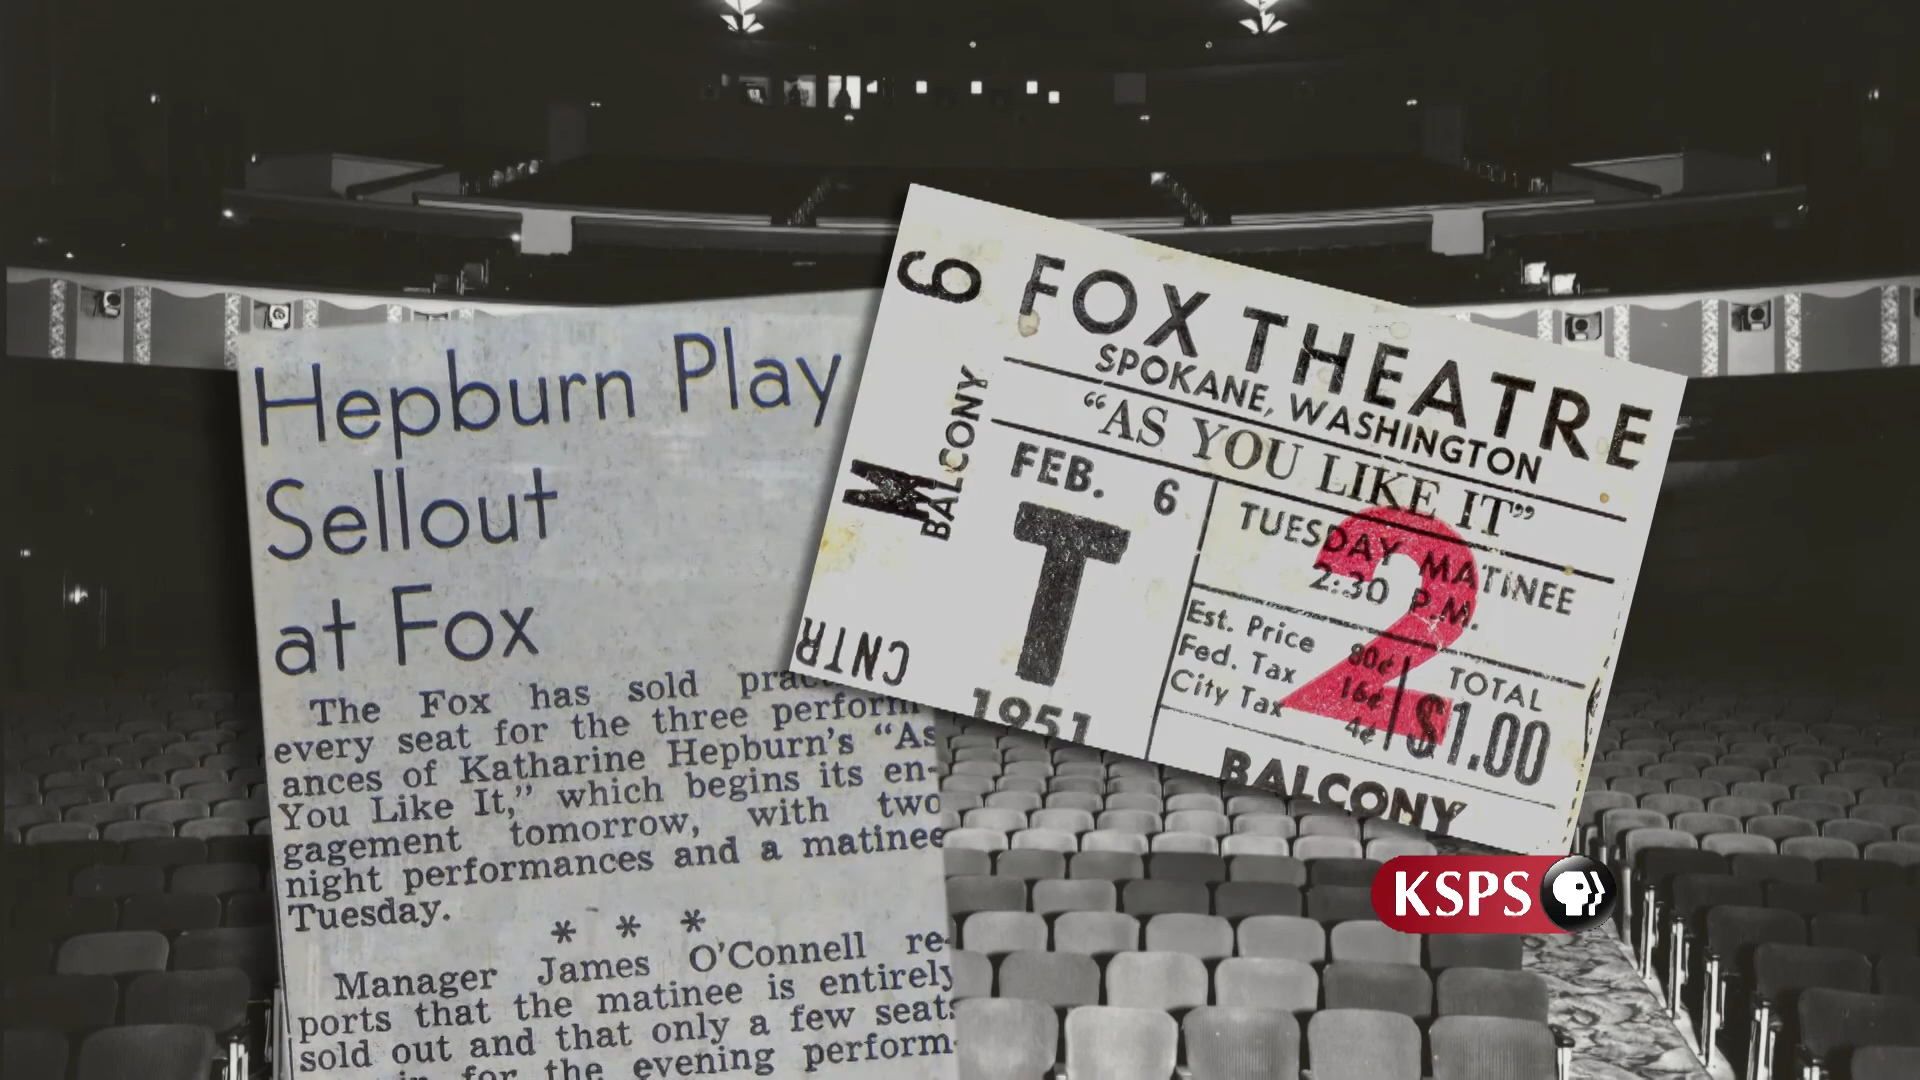 Hepburn Play
Sellout
at Fox
The Fox has sold
every seat for the three perform-
ances of Katharine Hepburn's "As
You Like It," which begins its en-
gagement tomorrow, with two
night performances and a matinee
Tuesday.
* * *
Manager James O'Connell re-
ports that the matinee is entirely
sold out and that only a few seats
for the evening perform-
6
M
BALCONY
CNTR
FOX THEATRE
SPOKANE, WASHINGTON
"AS YOU LIKE IT"
FEB. 6
T
1951
TUESDAY MATINEE
2:30 P.M.
2
Est. Price 80¢
Fed. Tax 16¢
City Tax 4¢
TOTAL
$1.00
BALCONY
KSPS